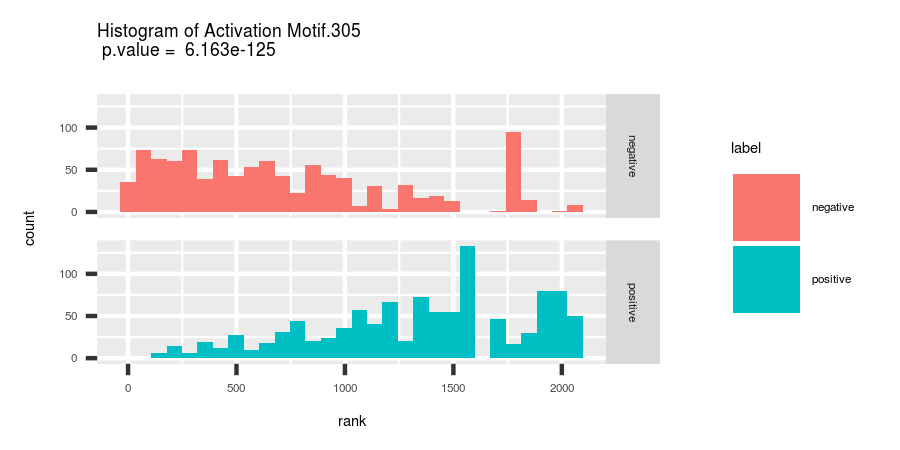 Histogram of Activation Motif.305
p.value =  6.163e-125
100
50
0
negative
100
50
0
positive
0 500 1000 1500 2000
rank
count
label
negative
positive